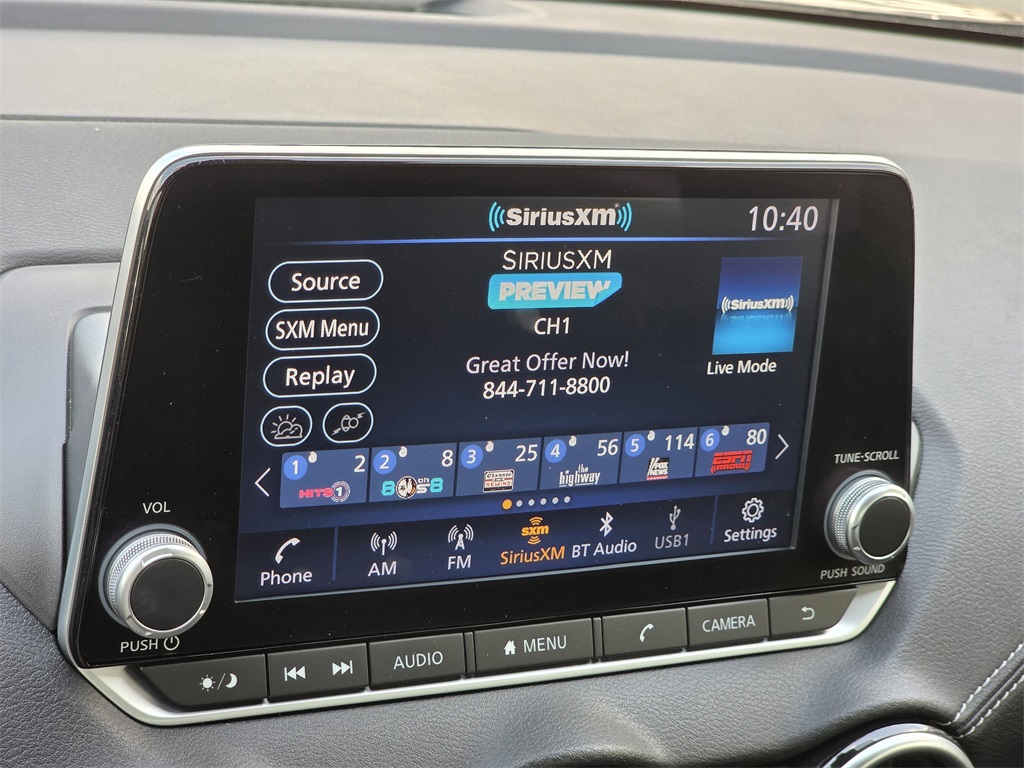 SiriusXM
10:40
Source
SXM Menu
Replay
SIRIUSXM
PREVIEW
CH1
Great Offer Now!
844-711-8800
SiriusXM
Live Mode
1 2 HITS 1
2 8 80s on 8
3 25 Classic REWIND
4 56 the highway
5 114 FOX NEWS
6 80 ESPN RADIO
Phone
AM
FM
sxm
SiriusXM
BT Audio
USB1
Settings
VOL
PUSH
TUNE·SCROLL
PUSH SOUND
AUDIO
MENU
CAMERA